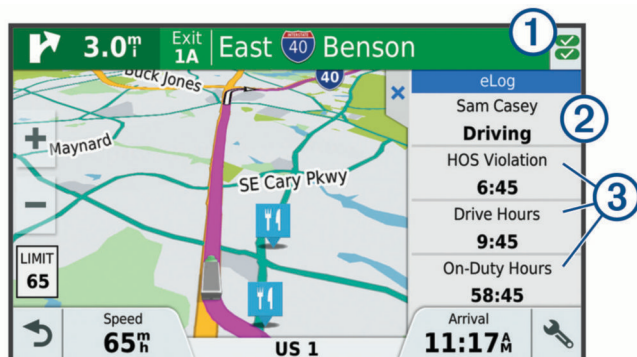 3.0 mi
Exit 1A
East INTERSTATE 40 Benson
1
Buck Jones
40
eLog
Sam Casey
Driving
2
HOS Violation
6:45
3
Drive Hours
9:45
On-Duty Hours
58:45
+
Maynard
SE Cary Pkwy
−
LIMIT
65
Speed
65 mh
US 1
Arrival
11:17 AM